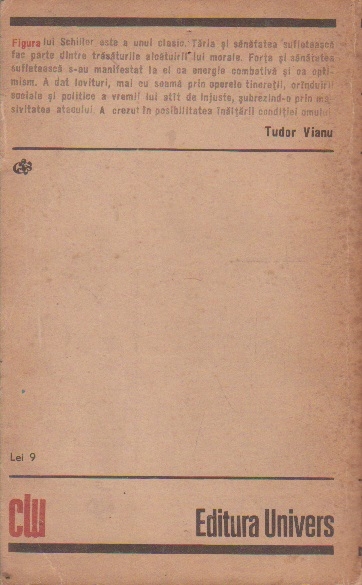 Figura lui Schiller este a unui clasic. Tăria și sănătatea sufletească
fac parte dintre trăsăturile alcătuirii lui morale. Forța și sănătatea
sufletească s-au manifestat la el ca energie combativă și ca opti-
mism. A dat lovituri, mai cu seamă prin operele tinereții, orînduirii
sociale și politice a vremii lui atît de injuste, șubrezind-o prin ma-
sivitatea atacului. A crezut în posibilitatea înălțării condiției omului.
Tudor Vianu
Lei 9
clu
Editura Univers